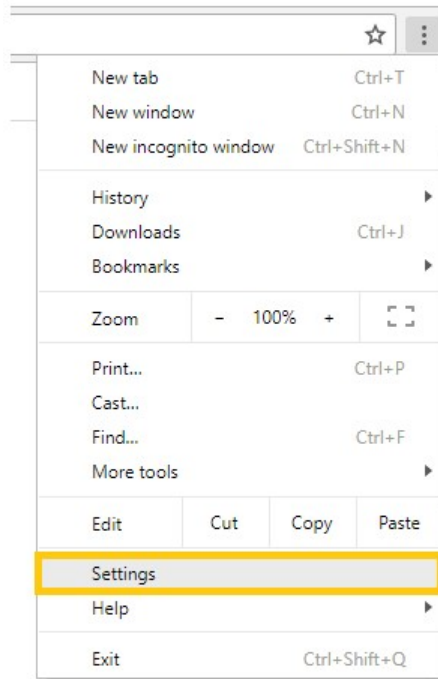 New tab Ctrl+T
New window Ctrl+N
New incognito window Ctrl+Shift+N
History
Downloads Ctrl+J
Bookmarks
Zoom - 100% +
Print... Ctrl+P
Cast...
Find... Ctrl+F
More tools
Edit Cut Copy Paste
Settings
Help
Exit Ctrl+Shift+Q